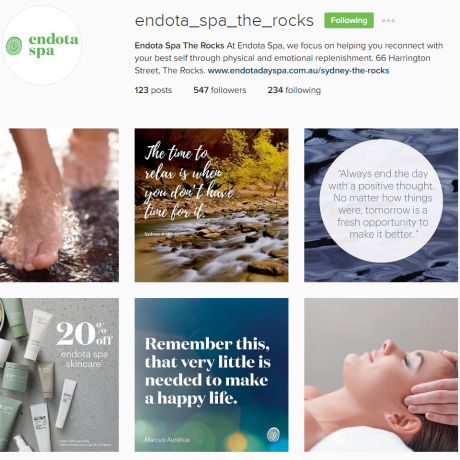 endota
spa
endota_spa_the_rocks
Following
Endota Spa The Rocks At Endota Spa, we focus on helping you reconnect with
your best self through physical and emotional replenishment. 66 Harrington
Street, The Rocks. www.endotadayspa.com.au/sydney-the-rocks
123 posts 547 followers 234 following
The time to
relax is when
you don't have
time for it.
"Always end the day
with a positive thought.
No matter how things
were, tomorrow is a
fresh opportunity to
make it better."
20% off
endota spa
skincare*
Remember this,
that very little is
needed to make
a happy life.
Marcus Aurelius